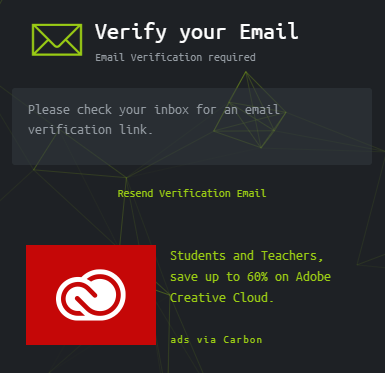 Verify your Email
Email Verification required
Please check your inbox for an email
verification link.
Resend Verification Email
Students and Teachers,
save up to 60% on Adobe
Creative Cloud.
ads via Carbon